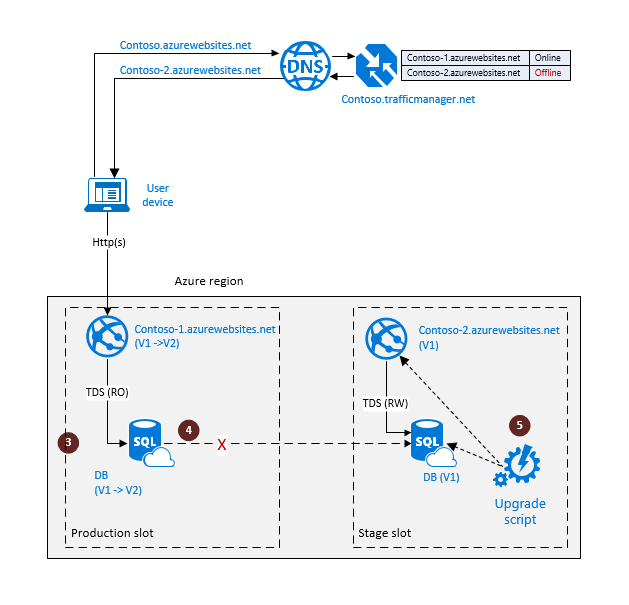 Contoso.azurewebsites.net
Contoso-2.azurewebsites.net
DNS
Contoso-1.azurewebsites.net Online
Contoso-2.azurewebsites.net Offline
Contoso.trafficmanager.net
User
device
Http(s)
Azure region
Contoso-1.azurewebsites.net
(V1 ->V2)
TDS (RO)
3
SQL
4
X
DB
(V1 -> V2)
Production slot
Contoso-2.azurewebsites.net
(V1)
TDS (RW)
SQL
DB (V1)
5
Upgrade
script
Stage slot